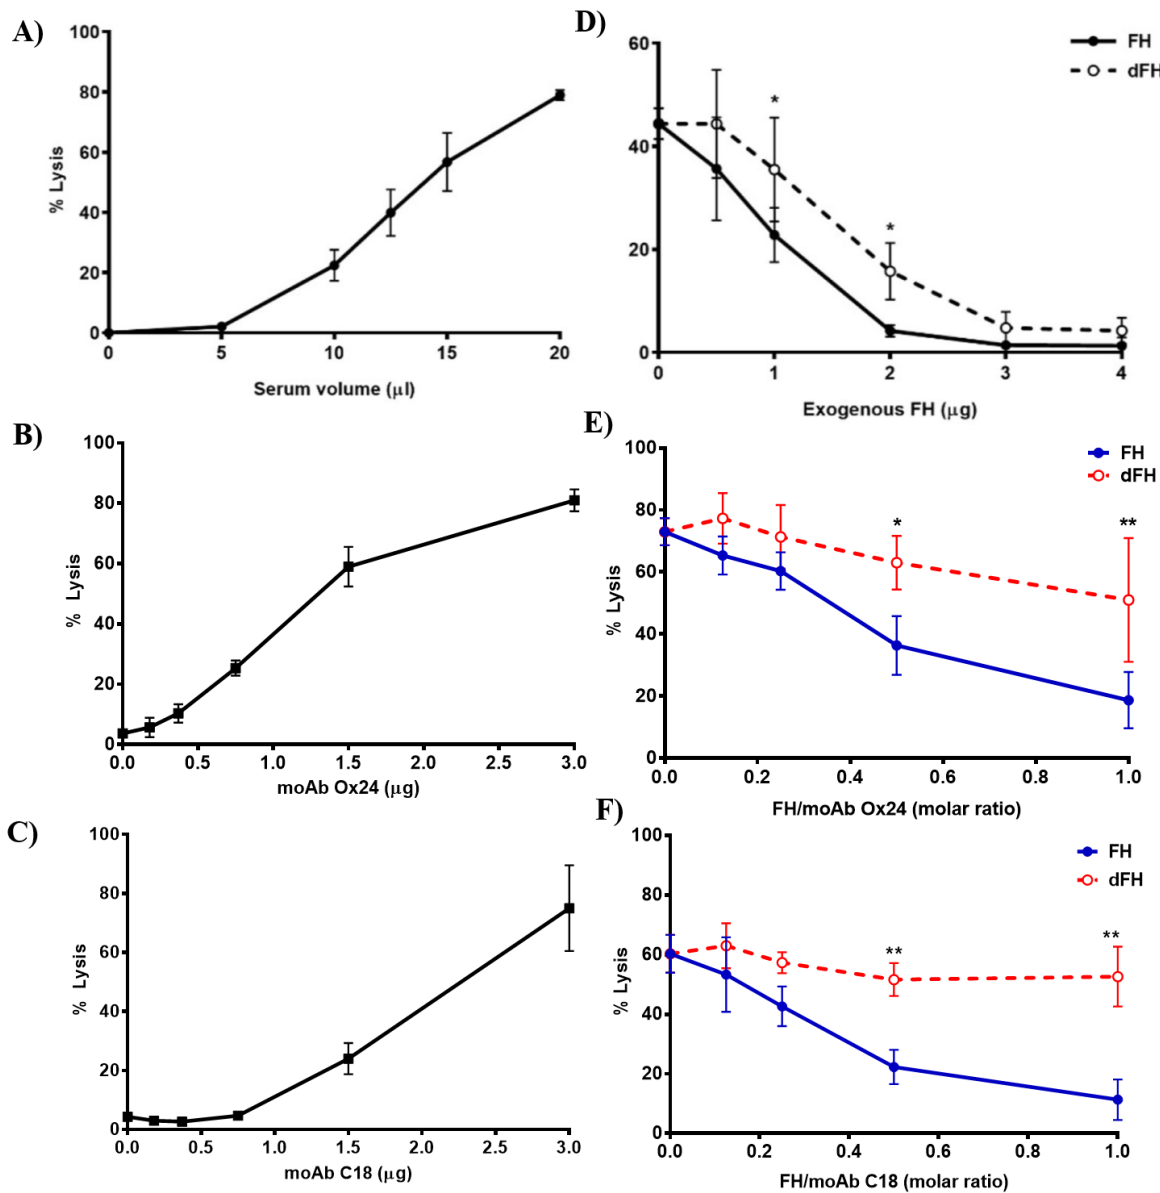 A)
% Lysis
100
80
60
40
20
0
0 5 10 15 20
Serum volume (μl)
B)
% Lysis
100
80
60
40
20
0
0.0 0.5 1.0 1.5 2.0 2.5 3.0
moAb Ox24 (μg)
C)
% Lysis
100
80
60
40
20
0
0.0 0.5 1.0 1.5 2.0 2.5 3.0
moAb C18 (μg)
D)
FH
dFH
% Lysis
60
40
20
0
* *
0 1 2 3 4
Exogenous FH (μg)
E)
FH
dFH
% Lysis
100
80
60
40
20
0
* **
0.0 0.2 0.4 0.6 0.8 1.0
FH/moAb Ox24 (molar ratio)
F)
FH
dFH
% Lysis
100
80
60
40
20
0
** **
0.0 0.2 0.4 0.6 0.8 1.0
FH/moAb C18 (molar ratio)